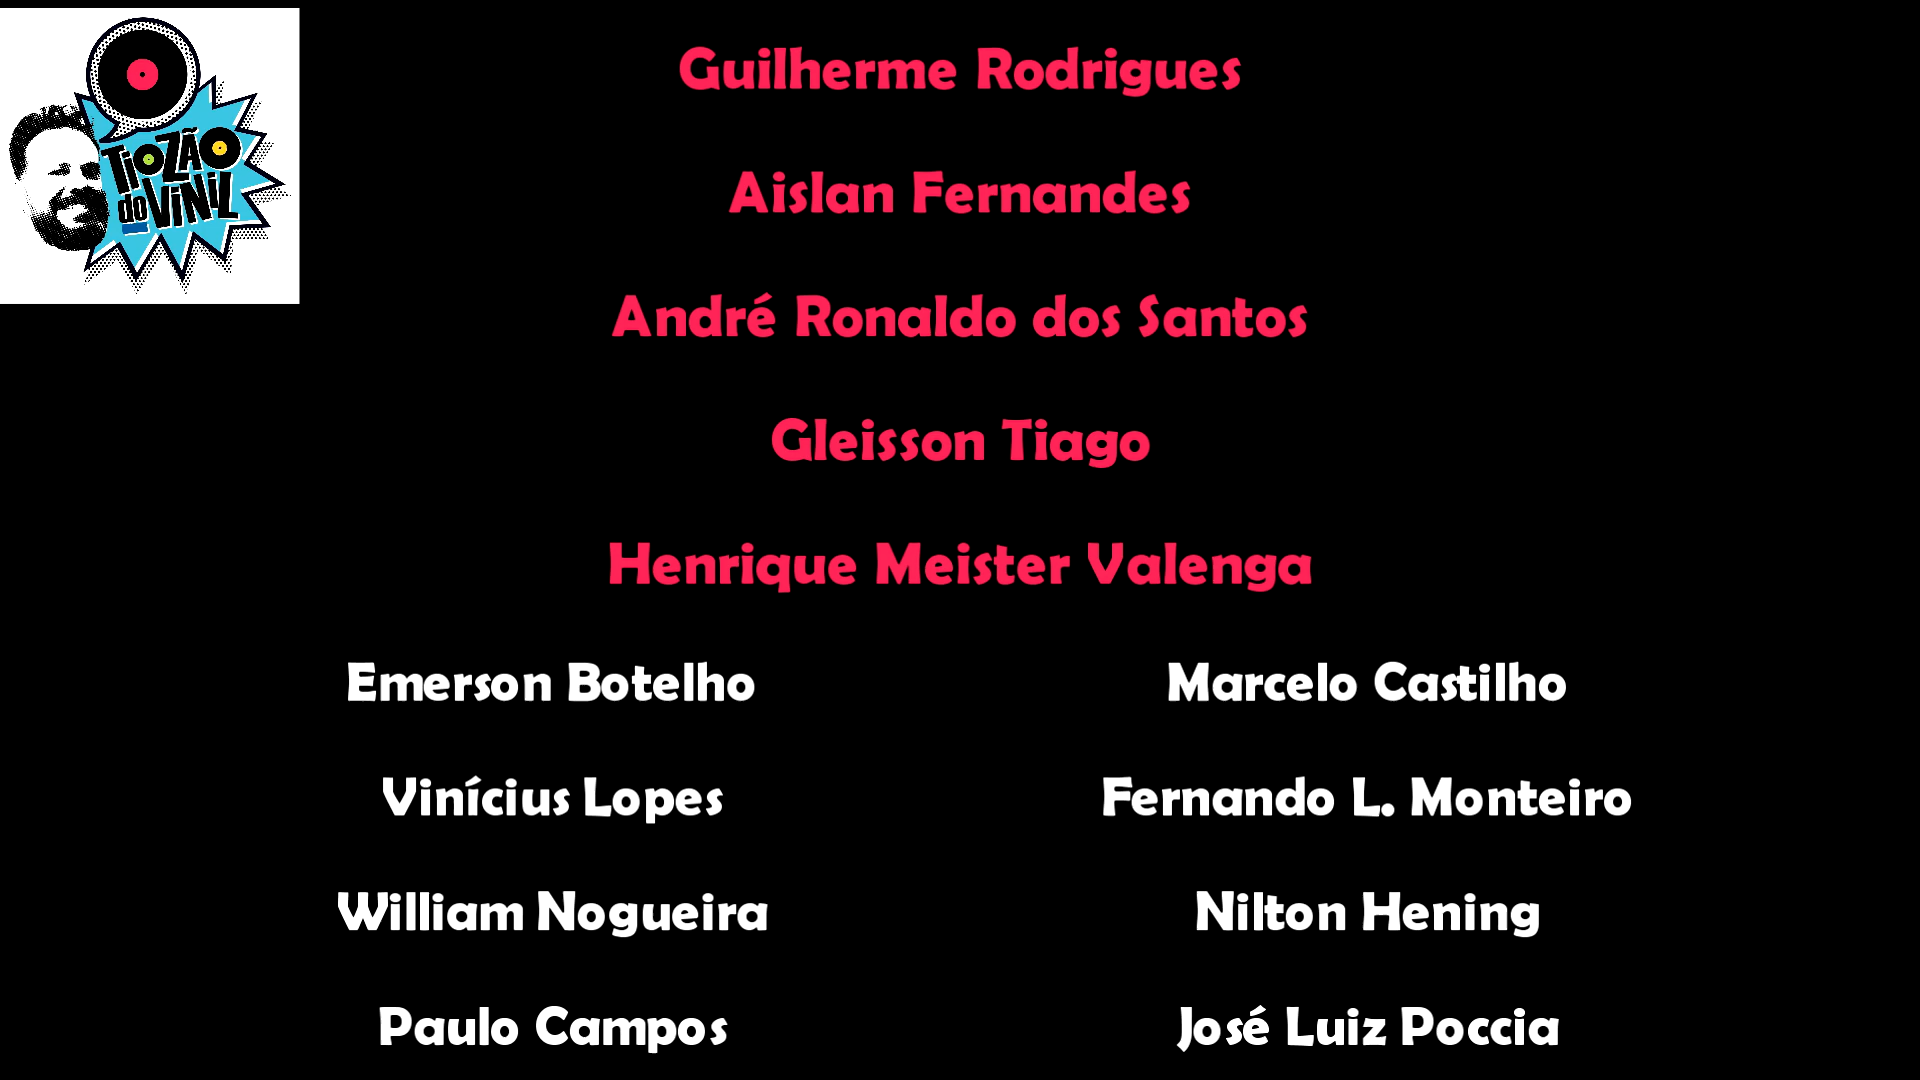 TIOZÃO
do VINIL
Guilherme Rodrigues
Aislan Fernandes
André Ronaldo dos Santos
Gleisson Tiago
Henrique Meister Valenga
Emerson Botelho
Marcelo Castilho
Vinícius Lopes
Fernando L. Monteiro
William Nogueira
Nilton Hening
Paulo Campos
José Luiz Poccia